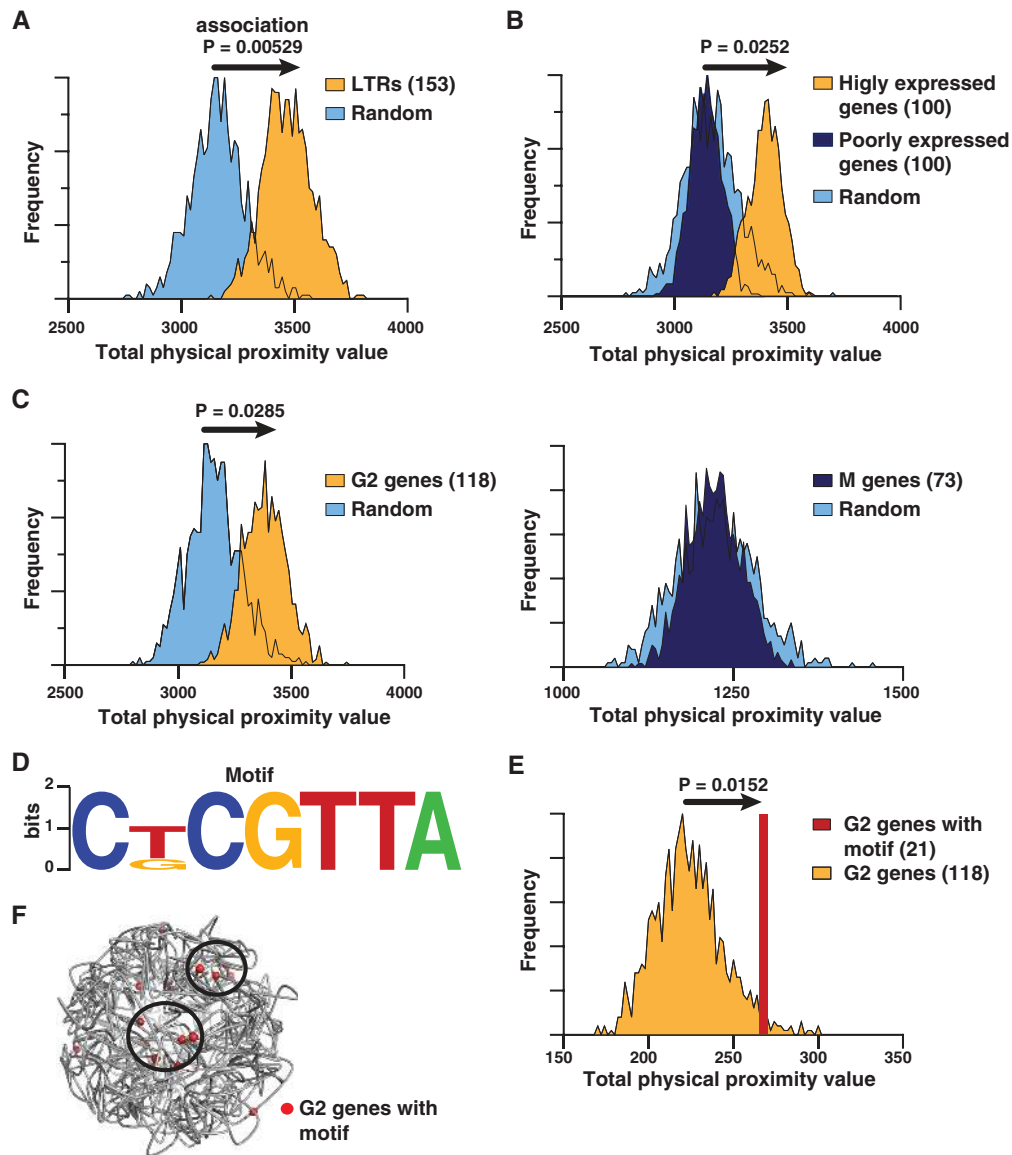 A
association
P = 0.00529
LTRs (153)
Random
Frequency
2500
3000
3500
4000
Total physical proximity value
B
P = 0.0252
Higly expressed
genes (100)
Poorly expressed
genes (100)
Random
Frequency
2500
3000
3500
4000
Total physical proximity value
C
P = 0.0285
G2 genes (118)
Random
Frequency
2500
3000
3500
4000
Total physical proximity value
M genes (73)
Random
Frequency
1000
1250
1500
Total physical proximity value
D
Motif
2
1
0
bits
CTCGTTA
G
E
P = 0.0152
G2 genes with
motif (21)
G2 genes (118)
Frequency
150
200
250
300
350
Total physical proximity value
F
G2 genes with
motif